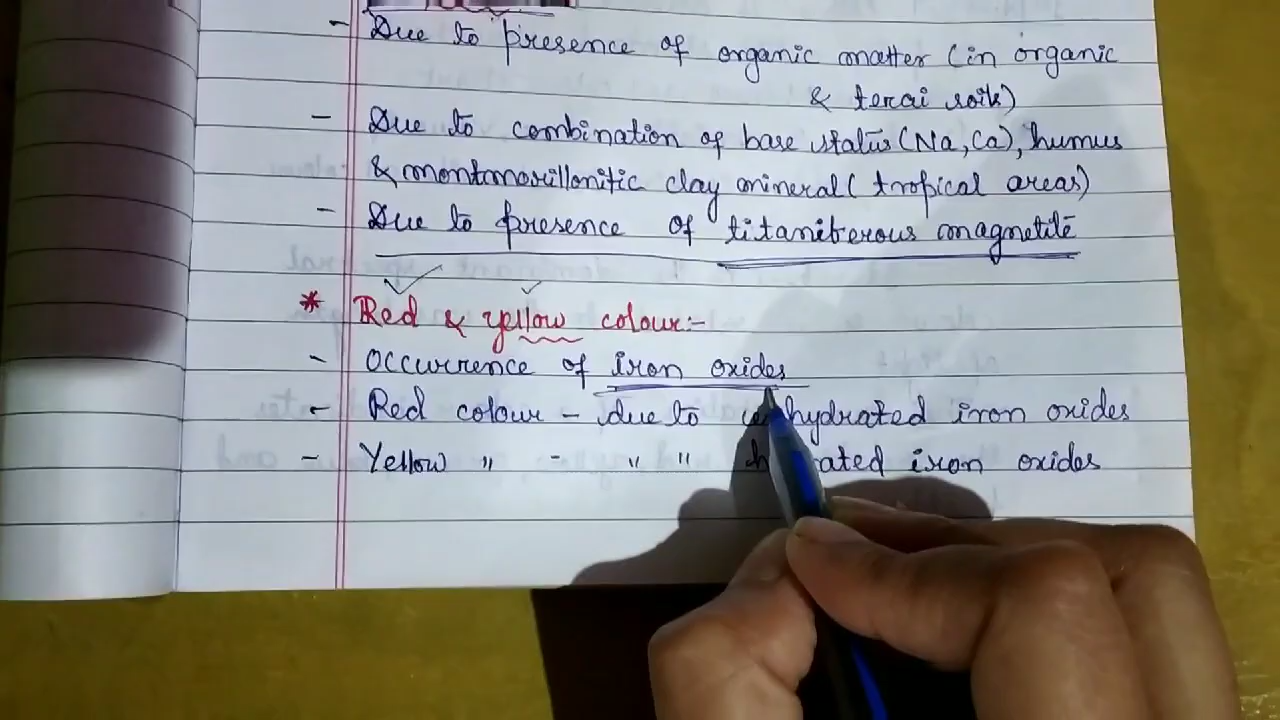 - Due to presence of organic matter (in organic
& terai soils)
- Due to combination of base status (Na, Ca), humus
& montmorillonitic clay mineral (tropical areas)
- Due to presence of titaniberous magnetite
* Red & yellow colour:-
- Occurrence of iron oxides
- Red colour - due to hydrated iron oxides
- Yellow " - " " iron oxides